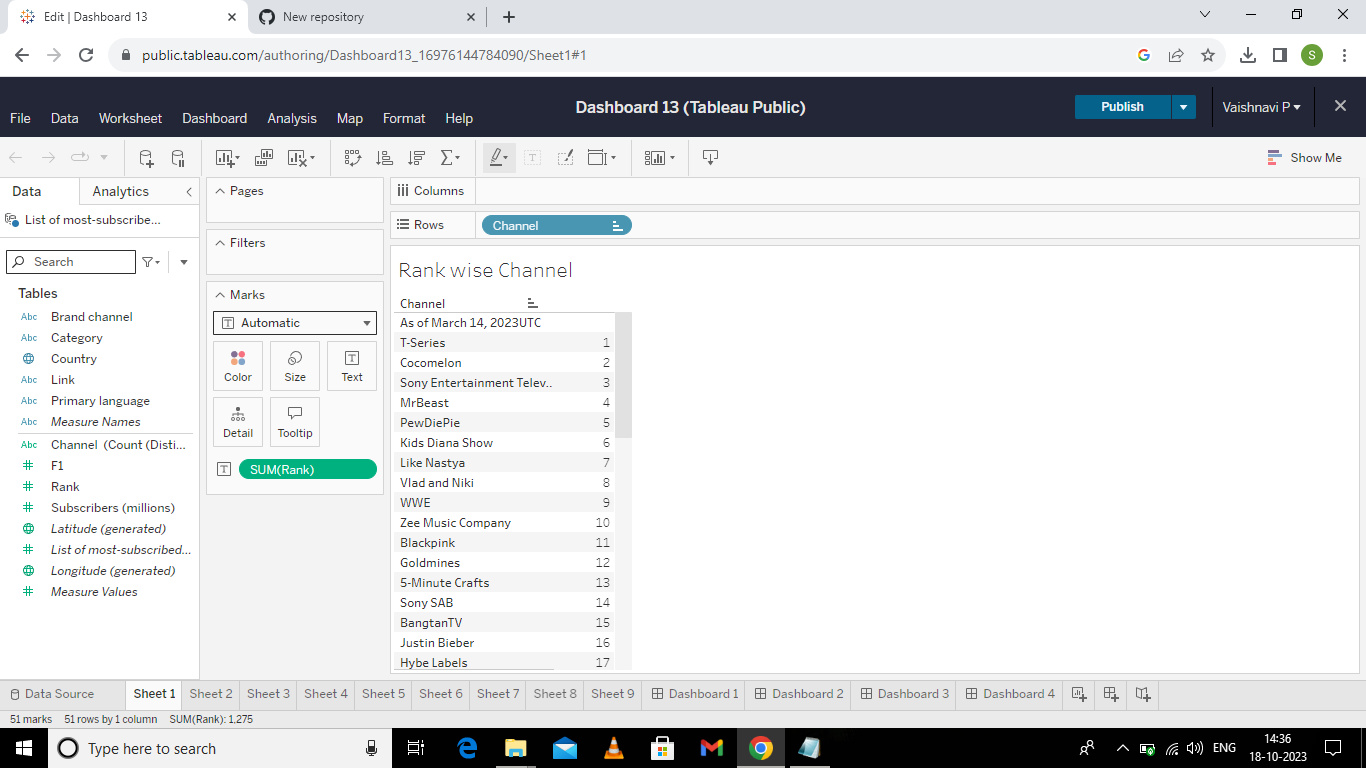 Edit | Dashboard 13
New repository
public.tableau.com/authoring/Dashboard13_16976144784090/Sheet1#1
G
S
Dashboard 13 (Tableau Public)
Publish
Vaishnavi P
File Data Worksheet Dashboard Analysis Map Format Help
T
Show Me
Data
Analytics
List of most-subscribe...
Search
Tables
Abc Brand channel
Abc Category
Country
Abc Link
Abc Primary language
Abc Measure Names
Abc Channel (Count (Disti...
# F1
# Rank
# Subscribers (millions)
Latitude (generated)
# List of most-subscribed...
Longitude (generated)
# Measure Values
Pages
Filters
Marks
T Automatic
Color
Size
T
Text
Detail
Tooltip
T SUM(Rank)
Columns
Rows
Channel
Rank wise Channel
Channel
As of March 14, 2023UTC
T-Series 1
Cocomelon 2
Sony Entertainment Telev.. 3
MrBeast 4
PewDiePie 5
Kids Diana Show 6
Like Nastya 7
Vlad and Niki 8
WWE 9
Zee Music Company 10
Blackpink 11
Goldmines 12
5-Minute Crafts 13
Sony SAB 14
BangtanTV 15
Justin Bieber 16
Hybe Labels 17
Data Source Sheet 1 Sheet 2 Sheet 3 Sheet 4 Sheet 5 Sheet 6 Sheet 7 Sheet 8 Sheet 9 Dashboard 1 Dashboard 2 Dashboard 3 Dashboard 4
51 marks 51 rows by 1 column SUM(Rank): 1,275
Type here to search
ENG
14:36
18-10-2023